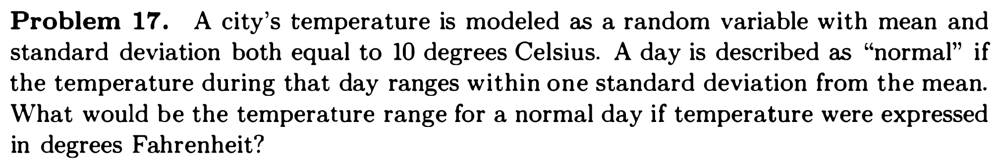 Problem 17. A city's temperature is modeled as a random variable with mean and
standard deviation both equal to 10 degrees Celsius. A day is described as “normal” if
the temperature during that day ranges within one standard deviation from the mean.
What would be the temperature range for a normal day if temperature were expressed
in degrees Fahrenheit?